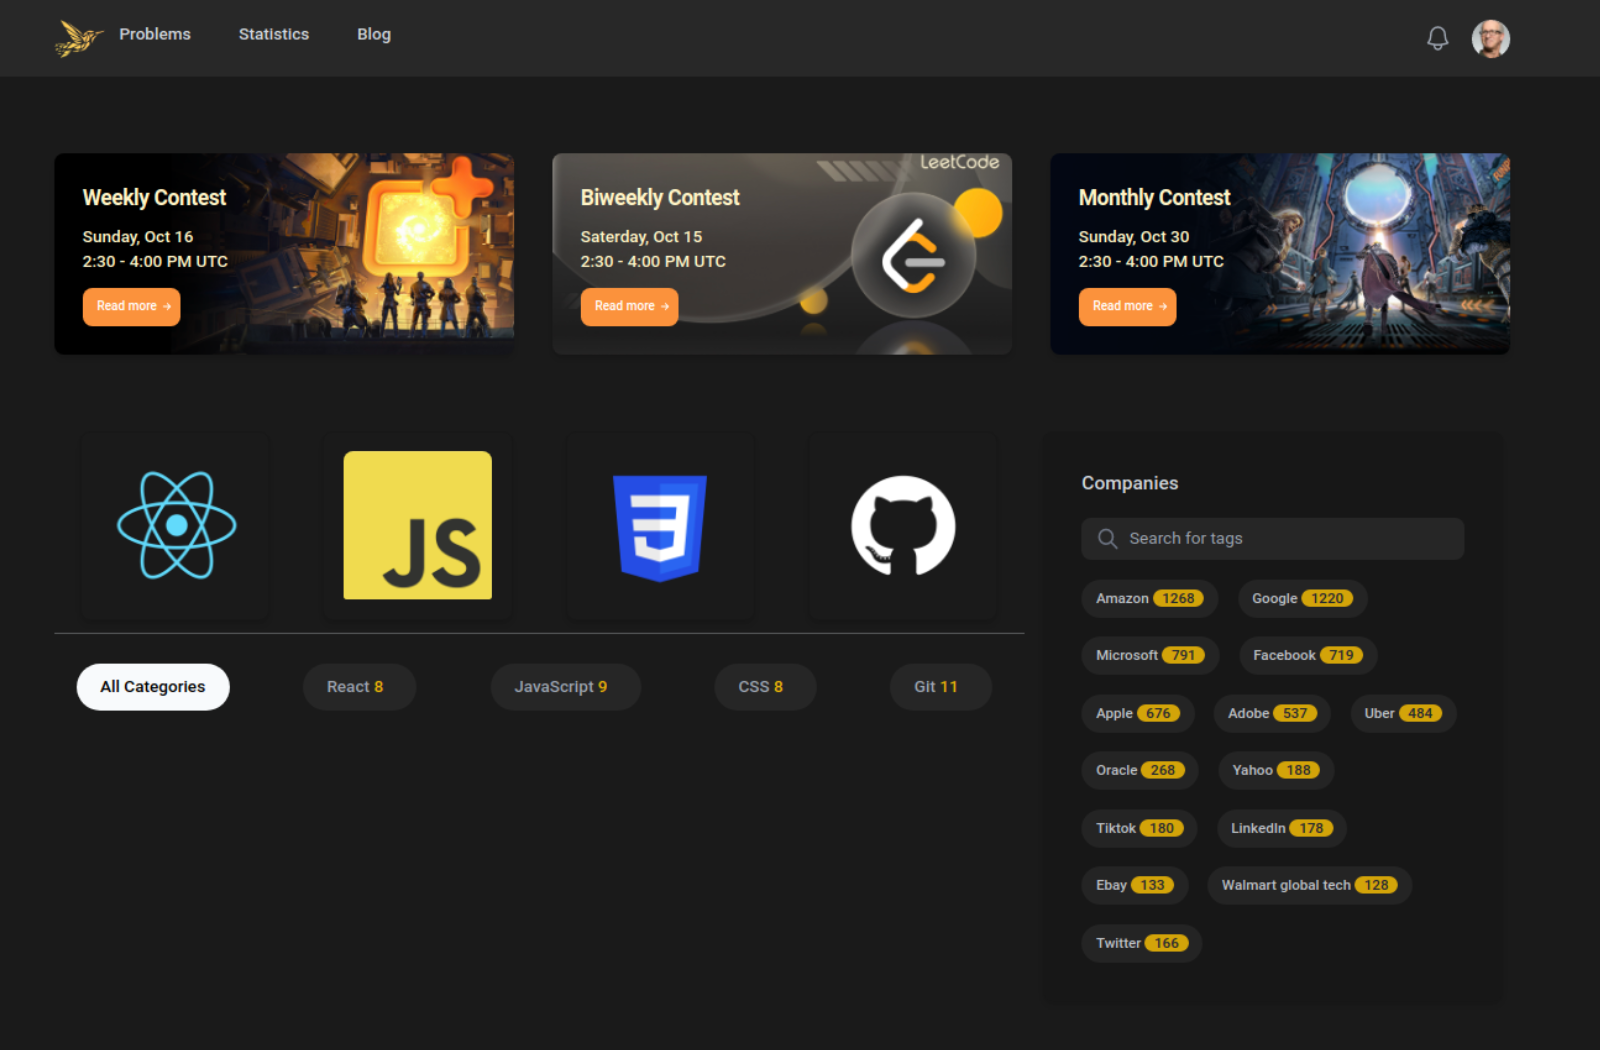 Problems
Statistics
Blog
Weekly Contest
Sunday, Oct 16
2:30 - 4:00 PM UTC
Read more →
LeetCode
Biweekly Contest
Saterday, Oct 15
2:30 - 4:00 PM UTC
Read more →
Monthly Contest
Sunday, Oct 30
2:30 - 4:00 PM UTC
Read more →
JS
All Categories
React 8
JavaScript 9
CSS 8
Git 11
Companies
Search for tags
Amazon 1268
Google 1220
Microsoft 791
Facebook 719
Apple 676
Adobe 537
Uber 484
Oracle 268
Yahoo 188
Tiktok 180
LinkedIn 178
Ebay 133
Walmart global tech 128
Twitter 166